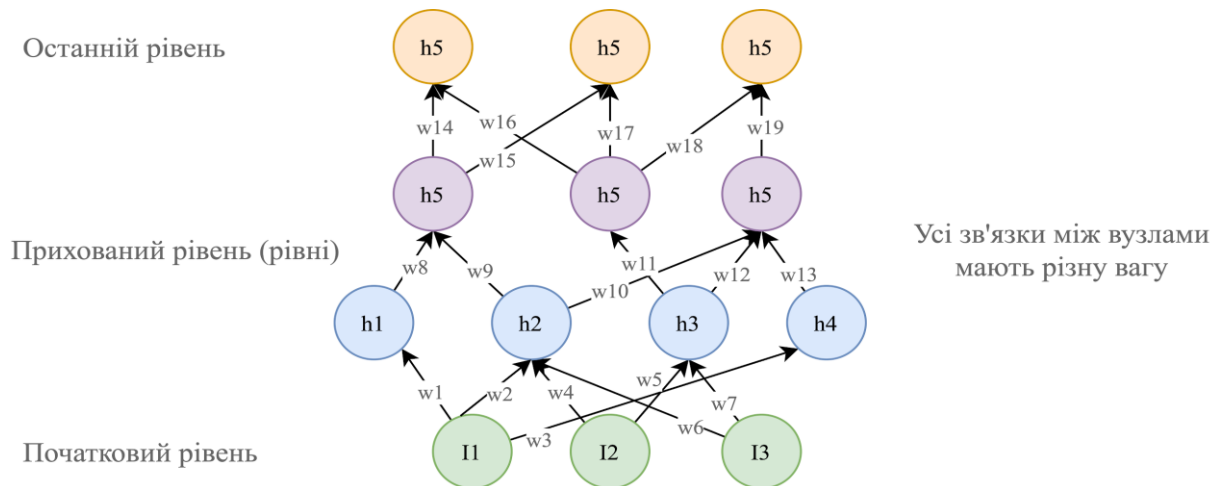 Останній рівень
h5 h5 h5
w14 w16 w15 w17 w18 w19
h5 h5 h5
Прихований рівень (рівні)
Усі зв'язки між вузлами
мають різну вагу
w8 w9 w10 w11 w12 w13
h1 h2 h3 h4
w1 w2 w3 w4 w5 w6 w7
Початковий рівень
I1 I2 I3